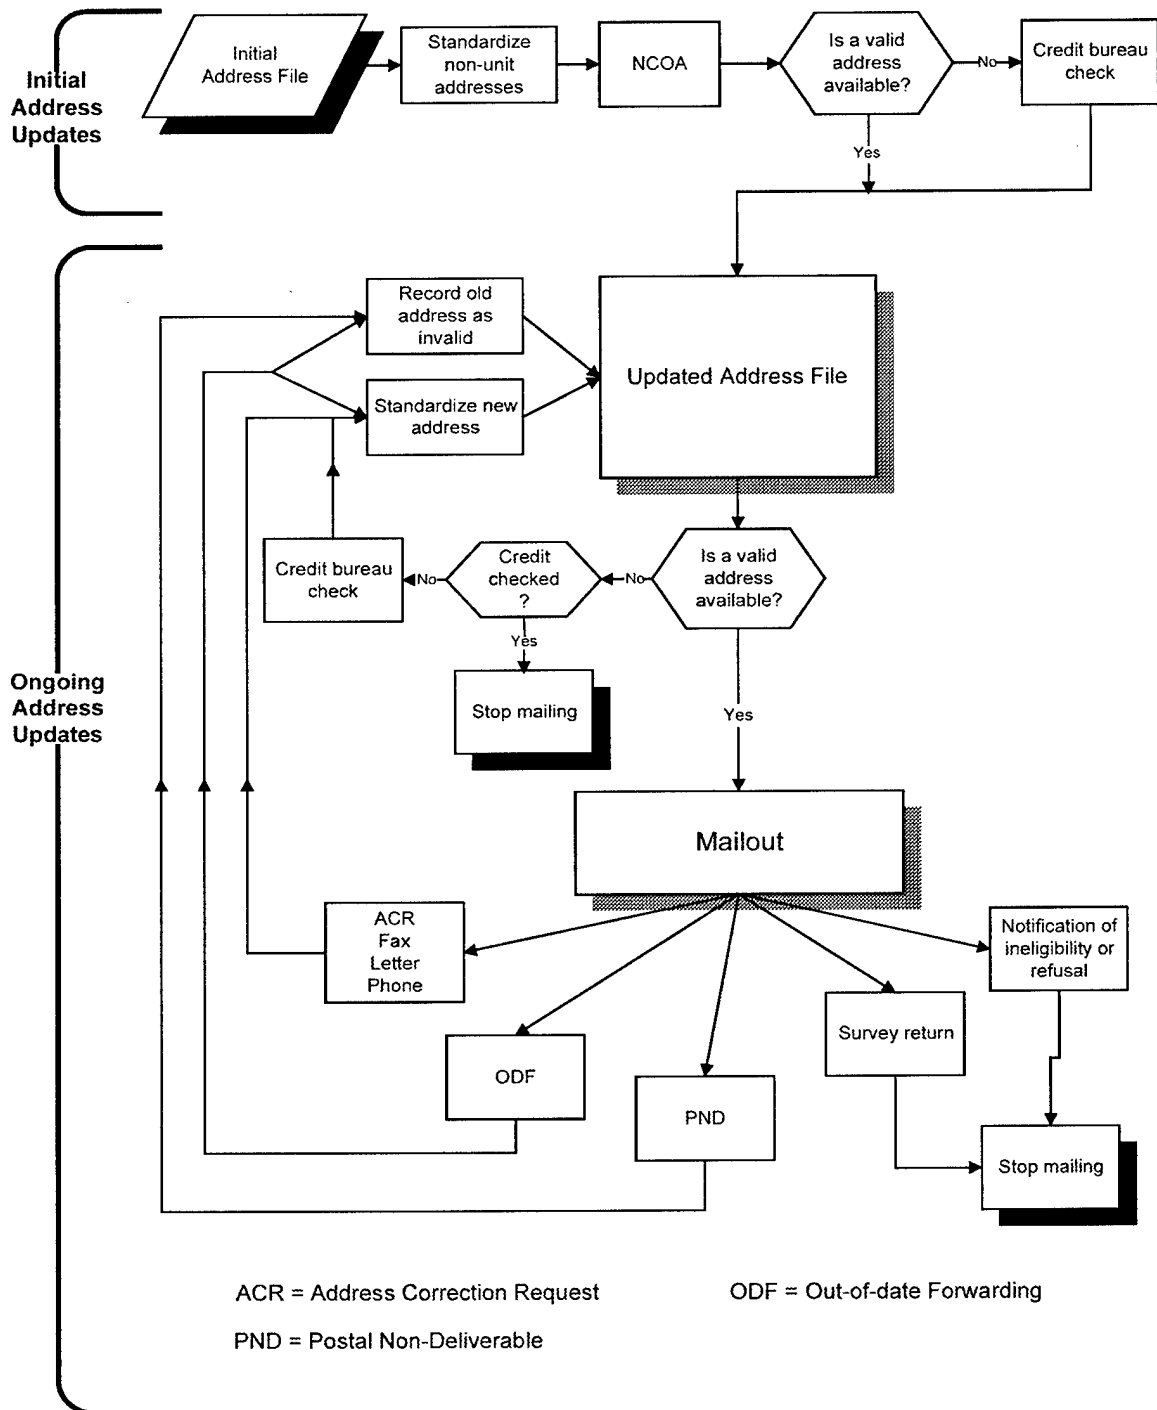 Initial
Address
Updates
Initial
Address File
Standardize
non-unit
addresses
NCOA
Is a valid
address
available?
No
Credit bureau
check
Yes
Record old
address as
invalid
Standardize new
address
Updated Address File
Credit bureau
check
No
Credit
checked
?
No
Is a valid
address
available?
Yes
Stop mailing
Yes
Ongoing
Address
Updates
Mailout
ACR
Fax
Letter
Phone
ODF
PND
Survey return
Notification of
ineligibility or
refusal
Stop mailing
ACR = Address Correction Request
ODF = Out-of-date Forwarding
PND = Postal Non-Deliverable